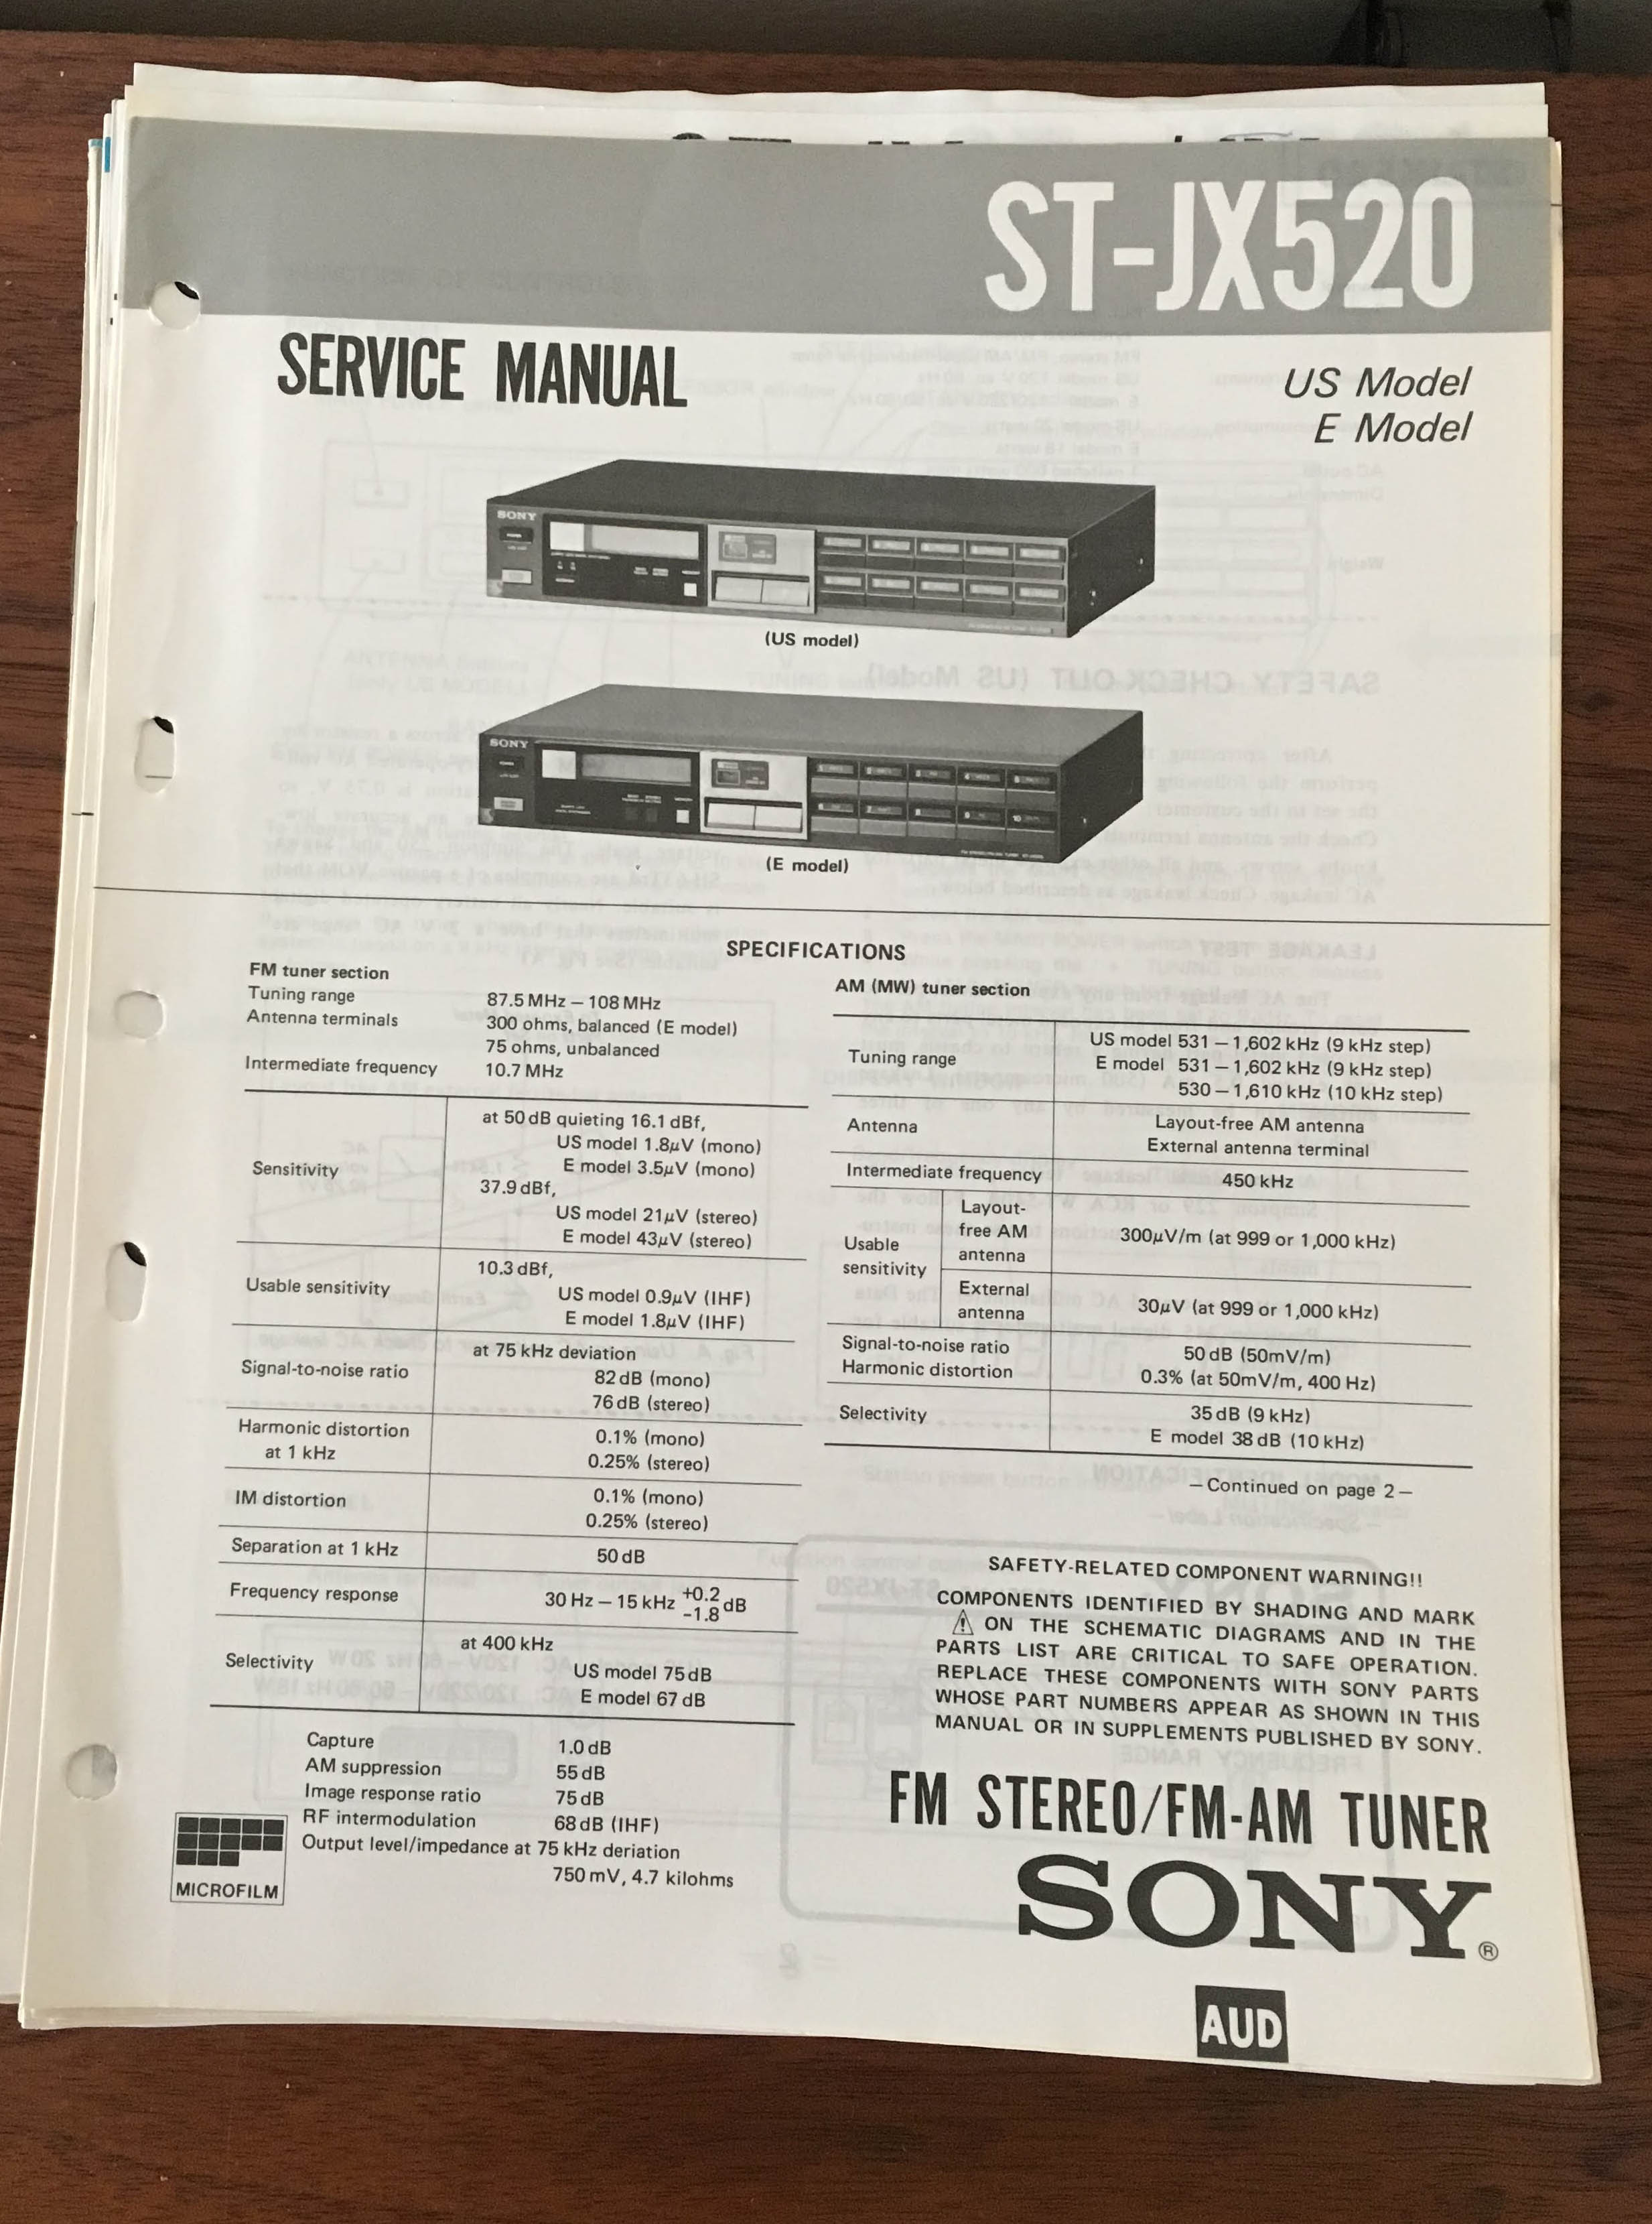 ST-JX520
SERVICE MANUAL
US Model
E Model
SONY
(US model)
SONY
(E model)
SPECIFICATIONS
FM tuner section
Tuning range 87.5 MHz – 108 MHz
Antenna terminals 300 ohms, balanced (E model)
75 ohms, unbalanced
Intermediate frequency 10.7 MHz
Sensitivity
at 50 dB quieting 16.1 dBf,
US model 1.8µV (mono)
E model 3.5µV (mono)
37.9 dBf,
US model 21µV (stereo)
E model 43µV (stereo)
Usable sensitivity
10.3 dBf,
US model 0.9µV (IHF)
E model 1.8µV (IHF)
Signal-to-noise ratio
at 75 kHz deviation
82 dB (mono)
76 dB (stereo)
Harmonic distortion
at 1 kHz
0.1% (mono)
0.25% (stereo)
IM distortion
0.1% (mono)
0.25% (stereo)
Separation at 1 kHz 50 dB
Frequency response 30 Hz – 15 kHz +0.2 −1.8 dB
Selectivity
at 400 kHz
US model 75 dB
E model 67 dB
Capture 1.0 dB
AM suppression 55 dB
Image response ratio 75 dB
RF intermodulation 68 dB (IHF)
Output level/impedance at 75 kHz deriation
750 mV, 4.7 kilohms
MICROFILM
AM (MW) tuner section
Tuning range
US model 531 – 1,602 kHz (9 kHz step)
E model 531 – 1,602 kHz (9 kHz step)
530 – 1,610 kHz (10 kHz step)
Antenna
Layout-free AM antenna
External antenna terminal
Intermediate frequency 450 kHz
Usable
sensitivity
Layout-
free AM
antenna
300µV/m (at 999 or 1,000 kHz)
External
antenna
30µV (at 999 or 1,000 kHz)
Signal-to-noise ratio 50 dB (50mV/m)
Harmonic distortion 0.3% (at 50mV/m, 400 Hz)
Selectivity
35 dB (9 kHz)
E model 38 dB (10 kHz)
– Continued on page 2 –
SAFETY-RELATED COMPONENT WARNING!!
COMPONENTS IDENTIFIED BY SHADING AND MARK
⚠ ON THE SCHEMATIC DIAGRAMS AND IN THE
PARTS LIST ARE CRITICAL TO SAFE OPERATION.
REPLACE THESE COMPONENTS WITH SONY PARTS
WHOSE PART NUMBERS APPEAR AS SHOWN IN THIS
MANUAL OR IN SUPPLEMENTS PUBLISHED BY SONY.
FM STEREO/FM-AM TUNER
SONY®
AUD